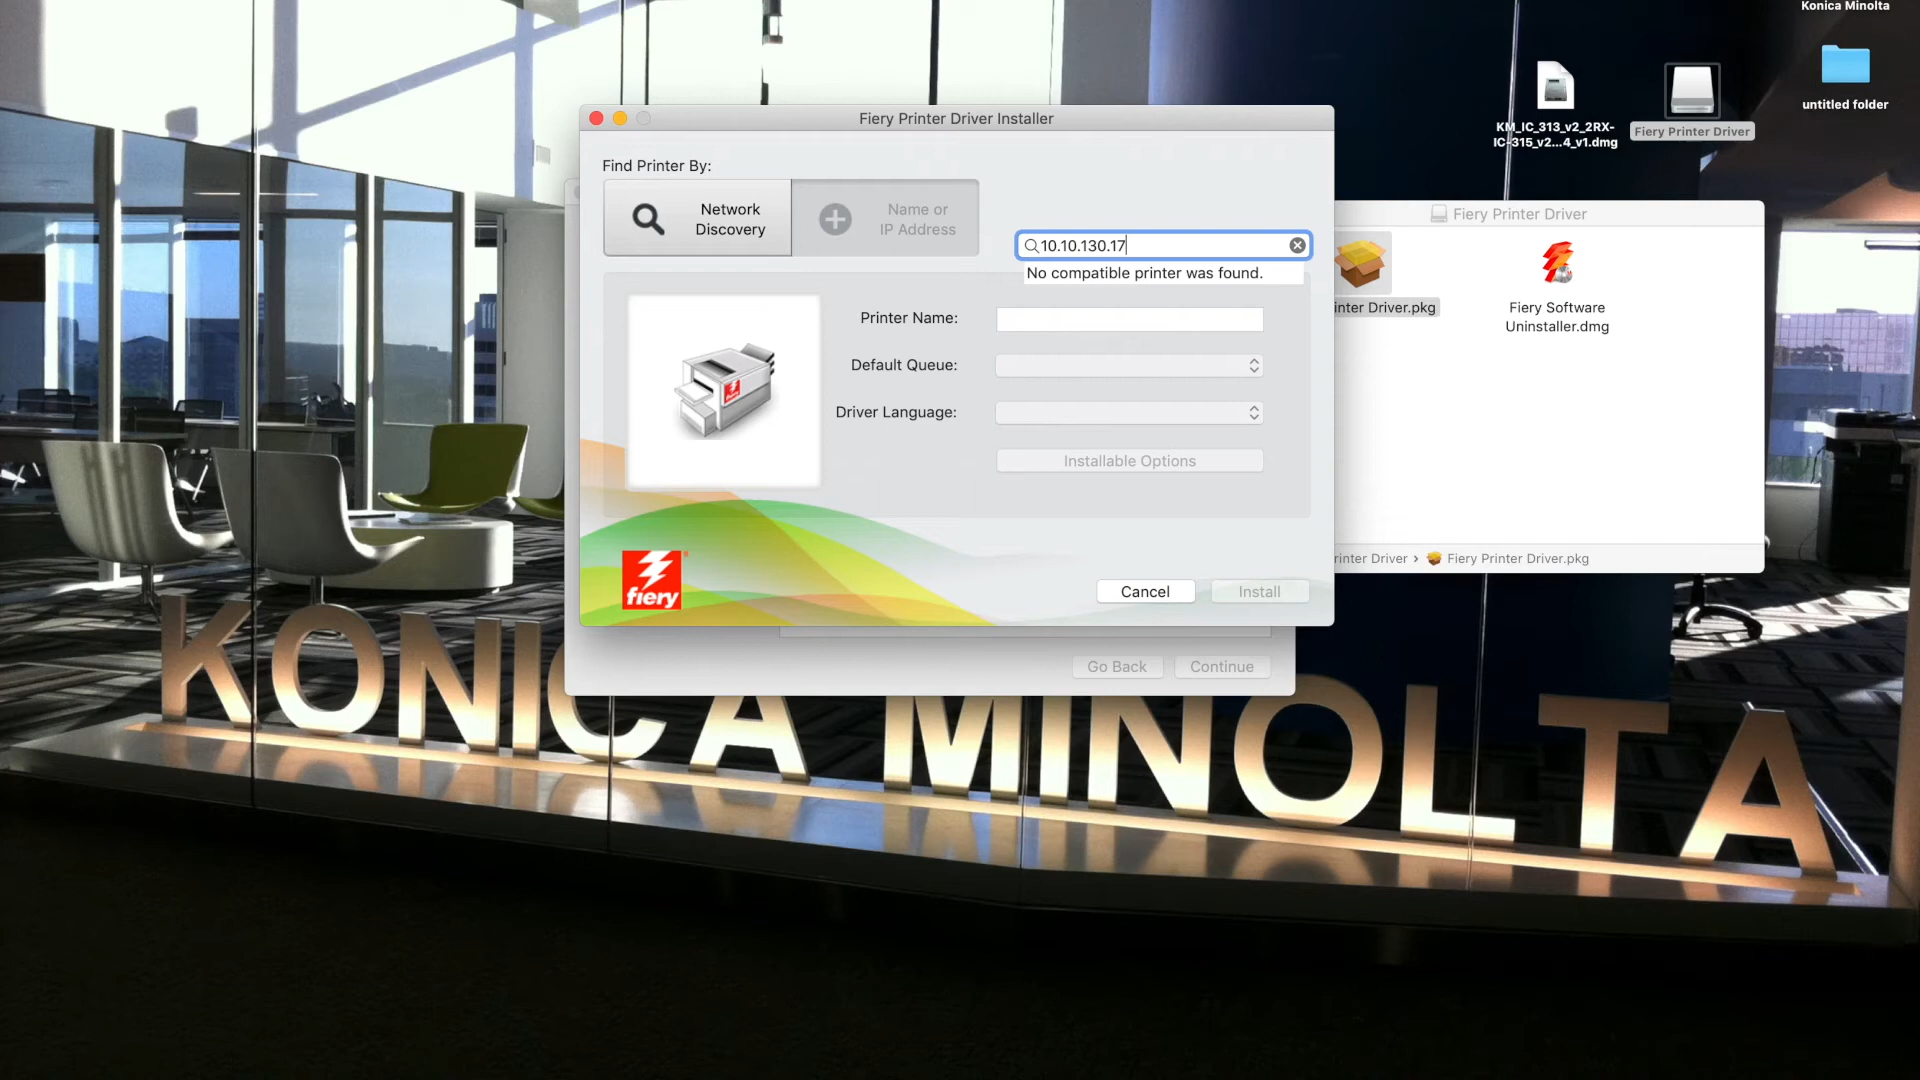 Konica Minolta
KM_IC_313_v2_2RX-
IC-315_v2...4_v1.dmg
Fiery Printer Driver
untitled folder
Fiery Printer Driver Installer
Find Printer By:
Network
Discovery
Name or
IP Address
10.10.130.17
No compatible printer was found.
Printer Name:
Default Queue:
Driver Language:
Installable Options
fiery
Cancel
Install
Go Back
Continue
Fiery Printer Driver
inter Driver.pkg
Fiery Software
Uninstaller.dmg
rinter Driver › Fiery Printer Driver.pkg
KONICA MINOLTA